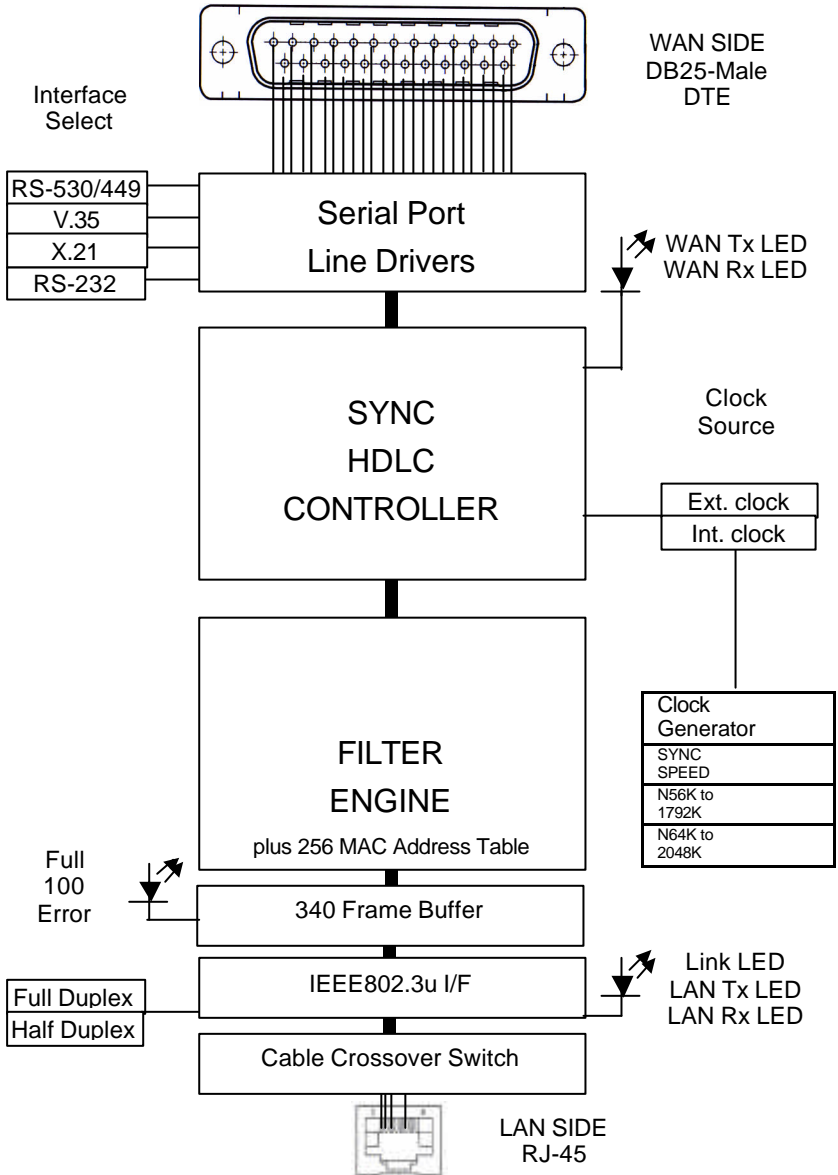 WAN SIDE
DB25-Male
DTE
Interface
Select
RS-530/449
V.35
X.21
RS-232
Serial Port
Line Drivers
WAN Tx LED
WAN Rx LED
SYNC
HDLC
CONTROLLER
Clock
Source
Ext. clock
Int. clock
Clock
Generator
SYNC
SPEED
N56K to
1792K
N64K to
2048K
FILTER
ENGINE
plus 256 MAC Address Table
Full
100
Error
340 Frame Buffer
IEEE802.3u I/F
Link LED
LAN Tx LED
LAN Rx LED
Full Duplex
Half Duplex
Cable Crossover Switch
LAN SIDE
RJ-45